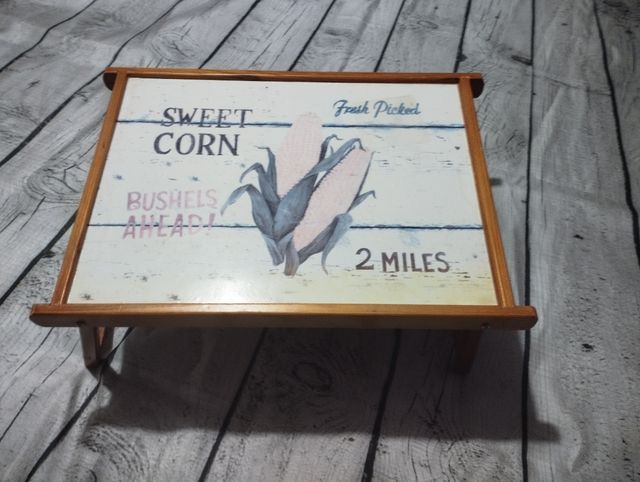 SWEET
CORN
Fresh Picked
BUSHELS
AHEAD!
2 MILES